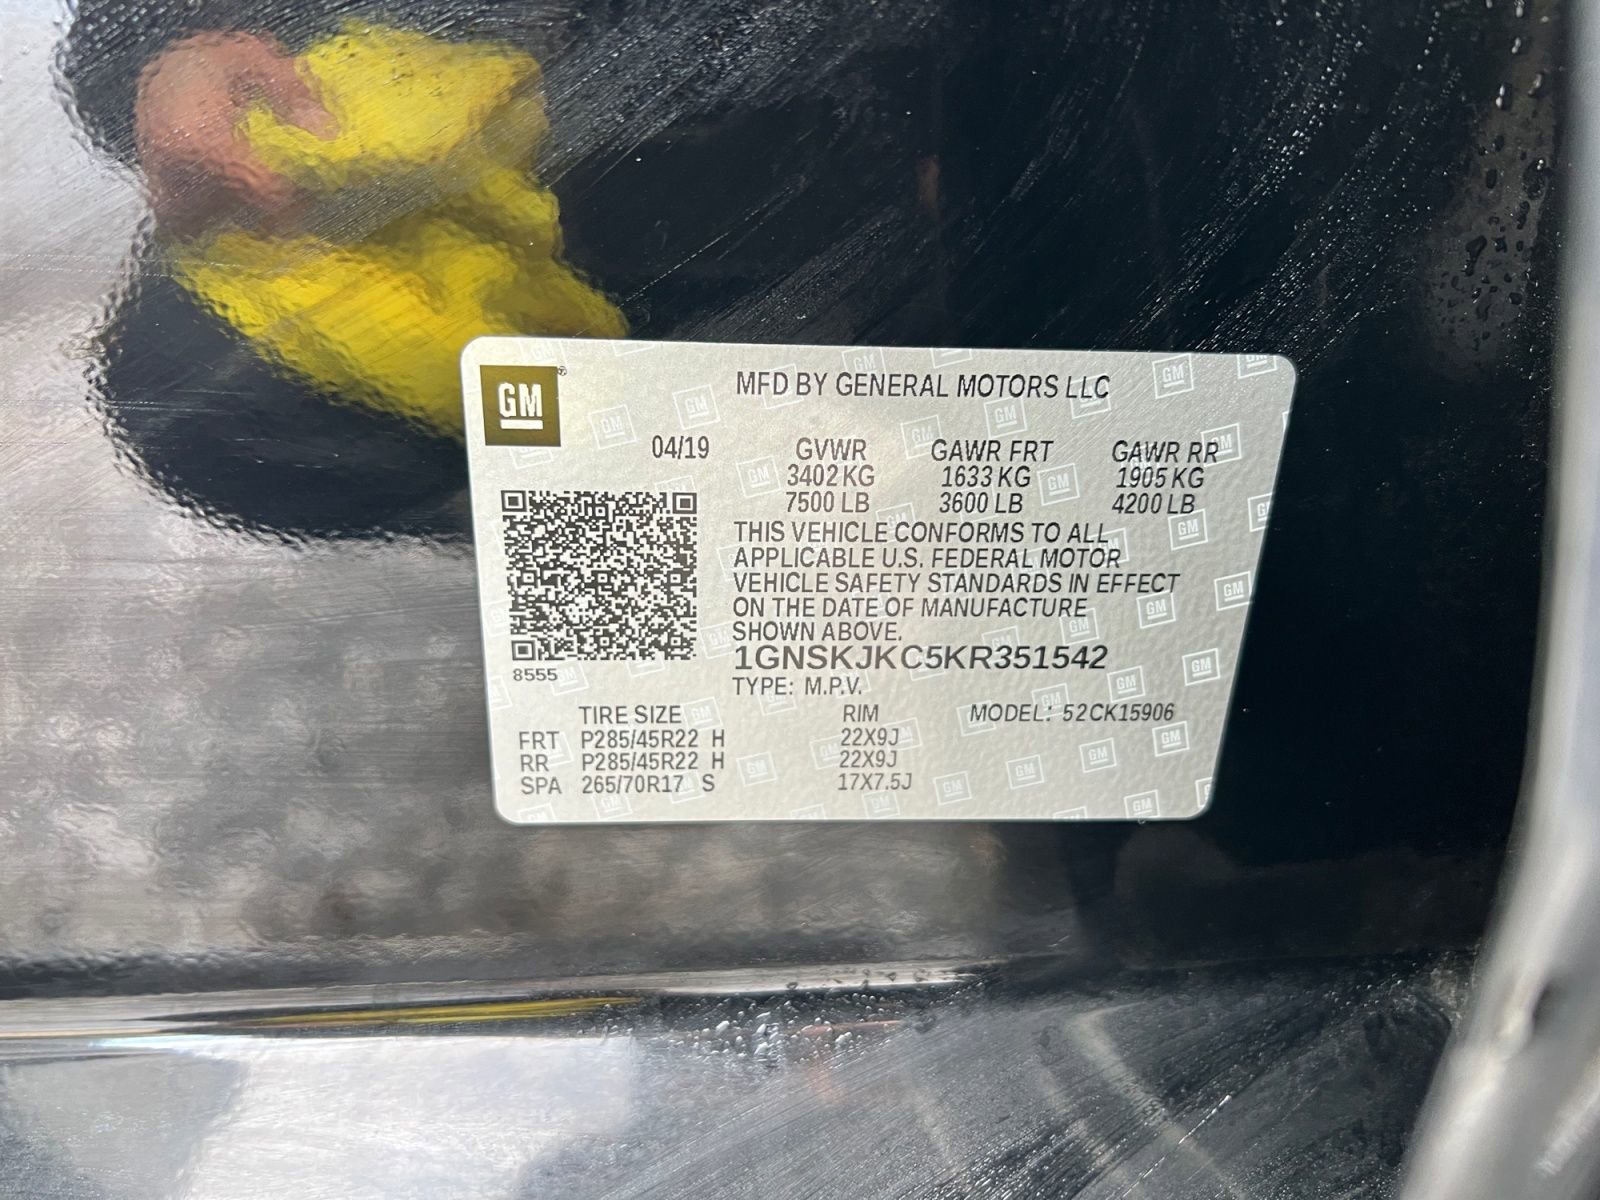 GM
MFD BY GENERAL MOTORS LLC
04/19 GVWR GAWR FRT GAWR RR
3402 KG 1633 KG 1905 KG
7500 LB 3600 LB 4200 LB
THIS VEHICLE CONFORMS TO ALL
APPLICABLE U.S. FEDERAL MOTOR
VEHICLE SAFETY STANDARDS IN EFFECT
ON THE DATE OF MANUFACTURE
SHOWN ABOVE.
1GNSKJKC5KR351542
8555
TYPE: M.P.V.
TIRE SIZE RIM MODEL: 52CK15906
FRT P285/45R22 H 22X9J
RR P285/45R22 H 22X9J
SPA 265/70R17 S 17X7.5J